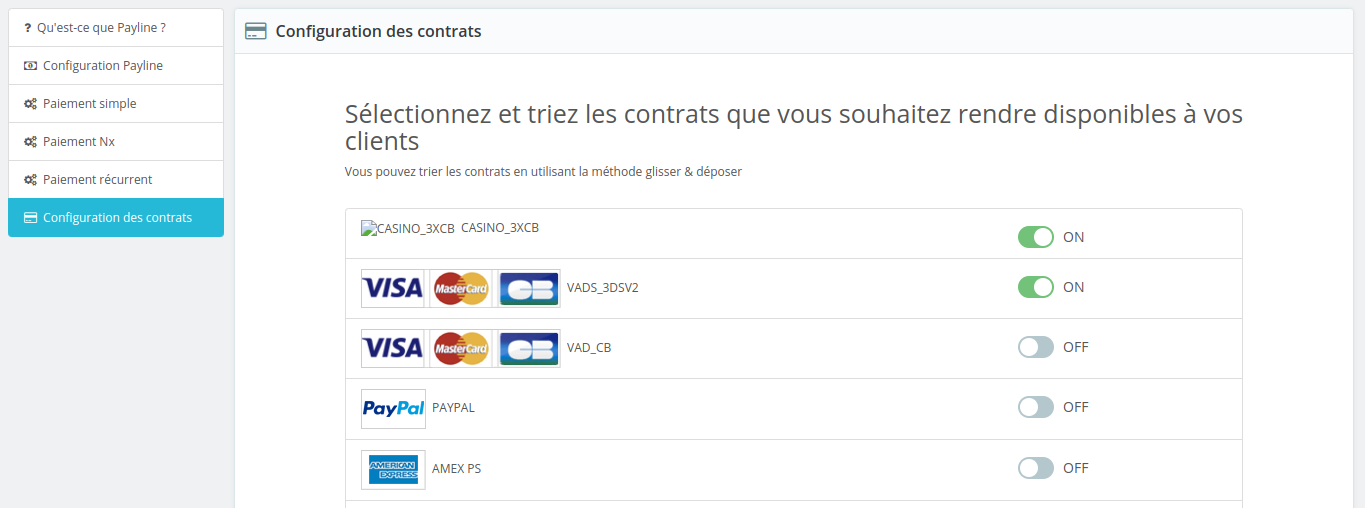 ? Qu'est-ce que Payline ?
Configuration Payline
Paiement simple
Paiement Nx
Paiement récurrent
Configuration des contrats
Configuration des contrats
Sélectionnez et triez les contrats que vous souhaitez rendre disponibles à vos
clients
Vous pouvez trier les contrats en utilisant la méthode glisser & déposer
CASINO_3XCB CASINO_3XCB ON
VISA MasterCard CB VADS_3DSV2 ON
VISA MasterCard CB VAD_CB OFF
PayPal PAYPAL OFF
AMERICAN
EXPRESS
AMEX PS OFF